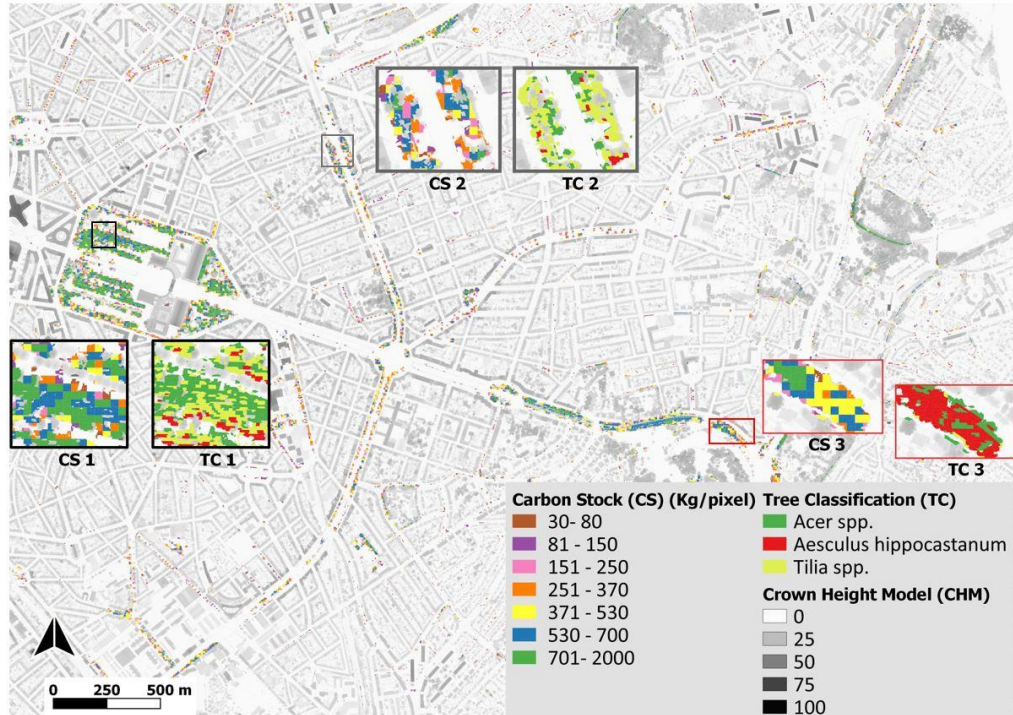 CS 2
TC 2
CS 1
TC 1
CS 3
TC 3
Carbon Stock (CS) (Kg/pixel)
30- 80
81 - 150
151 - 250
251 - 370
371 - 530
530 - 700
701- 2000
Tree Classification (TC)
Acer spp.
Aesculus hippocastanum
Tilia spp.
Crown Height Model (CHM)
0
25
50
75
100
0 250 500 m